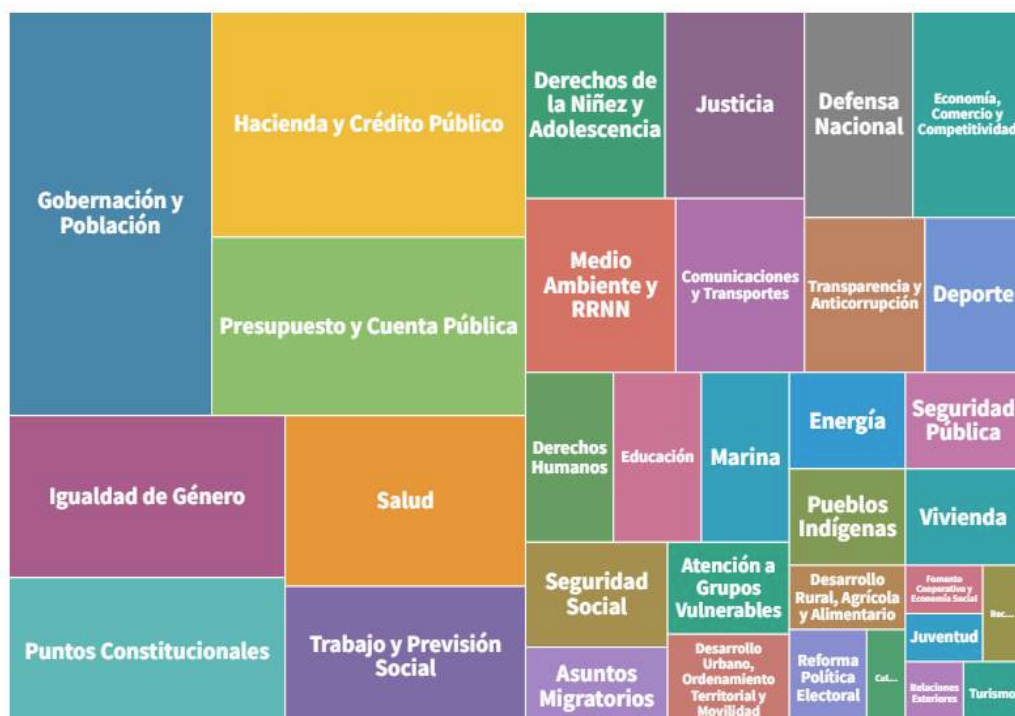 Gobernación y
Población
Hacienda y Crédito Público
Presupuesto y Cuenta Pública
Igualdad de Género
Salud
Puntos Constitucionales
Trabajo y Previsión
Social
Derechos de
la Niñez y
Adolescencia
Justicia
Defensa
Nacional
Economía,
Comercio y
Competitividad
Medio
Ambiente y
RRNN
Comunicaciones
y Transportes
Transparencia y
Anticorrupción
Deporte
Derechos
Humanos
Educación
Marina
Energía
Seguridad
Pública
Pueblos
Indígenas
Vivienda
Seguridad
Social
Atención a
Grupos
Vulnerables
Desarrollo
Rural, Agrícola
y Alimentario
Fomento
Cooperativo y
Economía Social
Rec...
Juventud
Asuntos
Migratorios
Desarrollo
Urbano,
Ordenamiento
Territorial y
Movilidad
Reforma
Política
Electoral
Cul...
Relaciones
Exteriores
Turismo